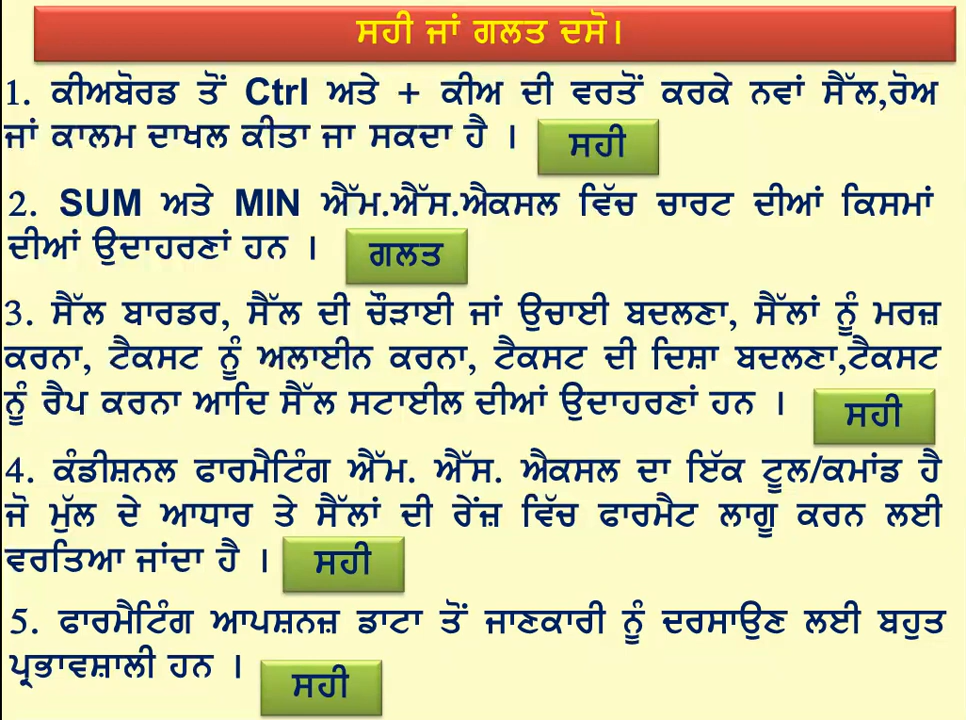 ਸਹੀ ਜਾਂ ਗਲਤ ਦਸੋ।
1. ਕੀਅਬੋਰਡ ਤੋਂ Ctrl ਅਤੇ + ਕੀਅ ਦੀ ਵਰਤੋਂ ਕਰਕੇ ਨਵਾਂ ਸੈੱਲ,ਰੋਅ
ਜਾਂ ਕਾਲਮ ਦਾਖਲ ਕੀਤਾ ਜਾ ਸਕਦਾ ਹੈ । ਸਹੀ
2. SUM ਅਤੇ MIN ਐੱਮ.ਐੱਸ.ਐਕਸਲ ਵਿੱਚ ਚਾਰਟ ਦੀਆਂ ਕਿਸਮਾਂ
ਦੀਆਂ ਉਦਾਹਰਣਾਂ ਹਨ । ਗਲਤ
3. ਸੈੱਲ ਬਾਰਡਰ, ਸੈੱਲ ਦੀ ਚੌੜਾਈ ਜਾਂ ਉਚਾਈ ਬਦਲਣਾ, ਸੈੱਲਾਂ ਨੂੰ ਮਰਜ਼
ਕਰਨਾ, ਟੈਕਸਟ ਨੂੰ ਅਲਾਈਨ ਕਰਨਾ, ਟੈਕਸਟ ਦੀ ਦਿਸ਼ਾ ਬਦਲਣਾ,ਟੈਕਸਟ
ਨੂੰ ਰੈਪ ਕਰਨਾ ਆਦਿ ਸੈੱਲ ਸਟਾਈਲ ਦੀਆਂ ਉਦਾਹਰਣਾਂ ਹਨ । ਸਹੀ
4. ਕੰਡੀਸ਼ਨਲ ਫਾਰਮੈਟਿੰਗ ਐੱਮ. ਐੱਸ. ਐਕਸਲ ਦਾ ਇੱਕ ਟੂਲ/ਕਮਾਂਡ ਹੈ
ਜੋ ਮੁੱਲ ਦੇ ਆਧਾਰ ਤੇ ਸੈੱਲਾਂ ਦੀ ਰੇਂਜ਼ ਵਿੱਚ ਫਾਰਮੈਟ ਲਾਗੂ ਕਰਨ ਲਈ
ਵਰਤਿਆ ਜਾਂਦਾ ਹੈ । ਸਹੀ
5. ਫਾਰਮੈਟਿੰਗ ਆਪਸ਼ਨਜ਼ ਡਾਟਾ ਤੋਂ ਜਾਣਕਾਰੀ ਨੂੰ ਦਰਸਾਉਣ ਲਈ ਬਹੁਤ
ਪ੍ਰਭਾਵਸ਼ਾਲੀ ਹਨ । ਸਹੀ